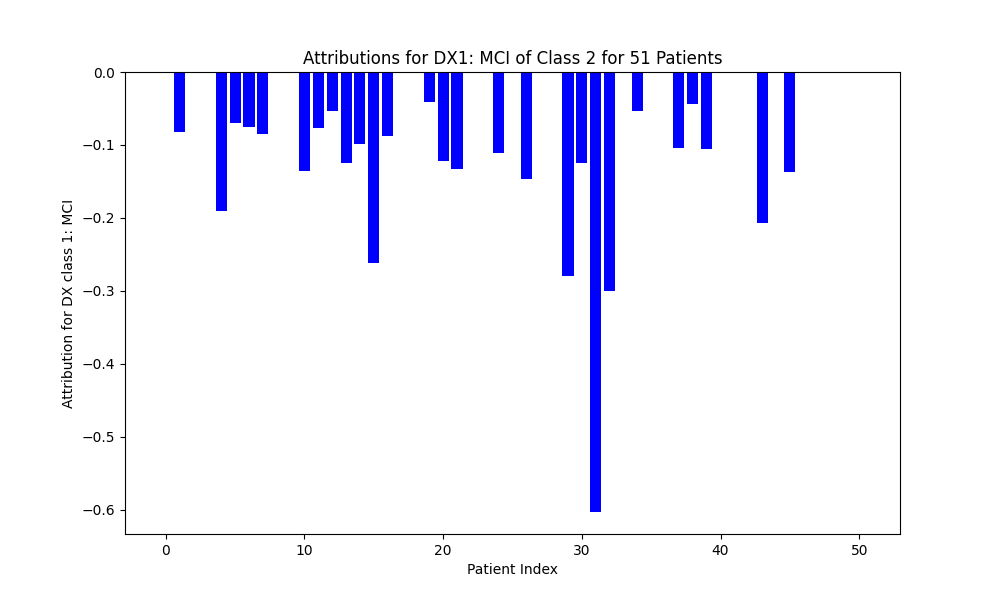 Attributions for DX1: MCI of Class 2 for 51 Patients
Attribution for DX class 1: MCI
0.0
−0.1
−0.2
−0.3
−0.4
−0.5
−0.6
0 10 20 30 40 50
Patient Index